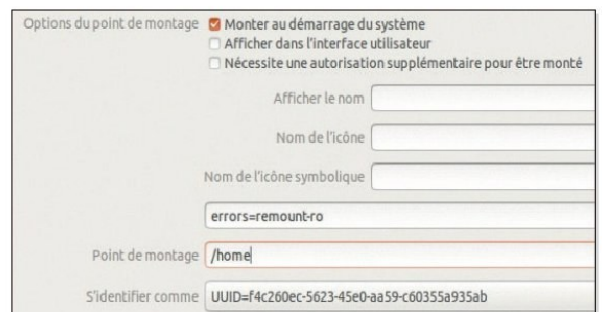 Options du point de montage Monter au démarrage du système
Afficher dans l'interface utilisateur
Nécessite une autorisation supplémentaire pour être monté
Afficher le nom
Nom de l'icône
Nom de l'icône symbolique
errors=remount-ro
Point de montage /home
S'identifier comme UUID=f4c260ec-5623-45e0-aa59-c60355a935ab